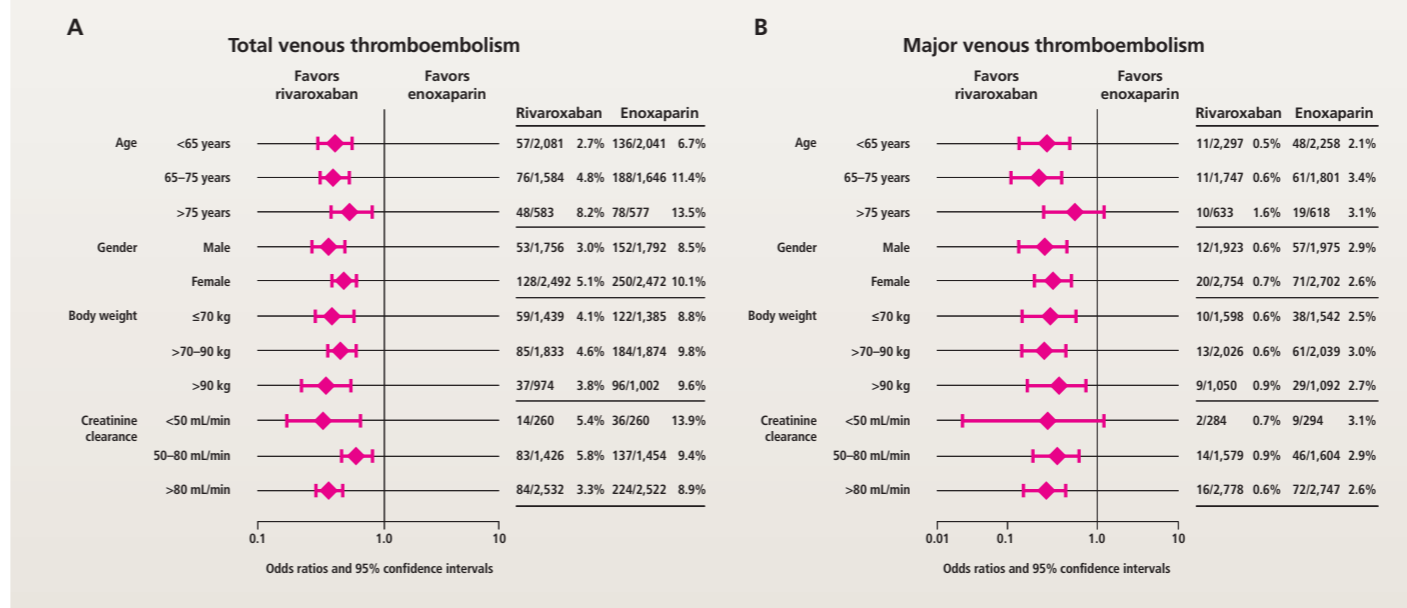 A
Total venous thromboembolism
Favors rivaroxaban
Favors enoxaparin
Rivaroxaban Enoxaparin
Age <65 years 57/2,081 2.7% 136/2,041 6.7%
65–75 years 76/1,584 4.8% 188/1,646 11.4%
>75 years 48/583 8.2% 78/577 13.5%
Gender Male 53/1,756 3.0% 152/1,792 8.5%
Female 128/2,492 5.1% 250/2,472 10.1%
Body weight ≤70 kg 59/1,439 4.1% 122/1,385 8.8%
>70–90 kg 85/1,833 4.6% 184/1,874 9.8%
>90 kg 37/974 3.8% 96/1,002 9.6%
Creatinine clearance <50 mL/min 14/260 5.4% 36/260 13.9%
50–80 mL/min 83/1,426 5.8% 137/1,454 9.4%
>80 mL/min 84/2,532 3.3% 224/2,522 8.9%
0.1 1.0 10
Odds ratios and 95% confidence intervals
B
Major venous thromboembolism
Favors rivaroxaban
Favors enoxaparin
Rivaroxaban Enoxaparin
Age <65 years 11/2,297 0.5% 48/2,258 2.1%
65–75 years 11/1,747 0.6% 61/1,801 3.4%
>75 years 10/633 1.6% 19/618 3.1%
Gender Male 12/1,923 0.6% 57/1,975 2.9%
Female 20/2,754 0.7% 71/2,702 2.6%
Body weight ≤70 kg 10/1,598 0.6% 38/1,542 2.5%
>70–90 kg 13/2,026 0.6% 61/2,039 3.0%
>90 kg 9/1,050 0.9% 29/1,092 2.7%
Creatinine clearance <50 mL/min 2/284 0.7% 9/294 3.1%
50–80 mL/min 14/1,579 0.9% 46/1,604 2.9%
>80 mL/min 16/2,778 0.6% 72/2,747 2.6%
0.01 0.1 1.0 10
Odds ratios and 95% confidence intervals